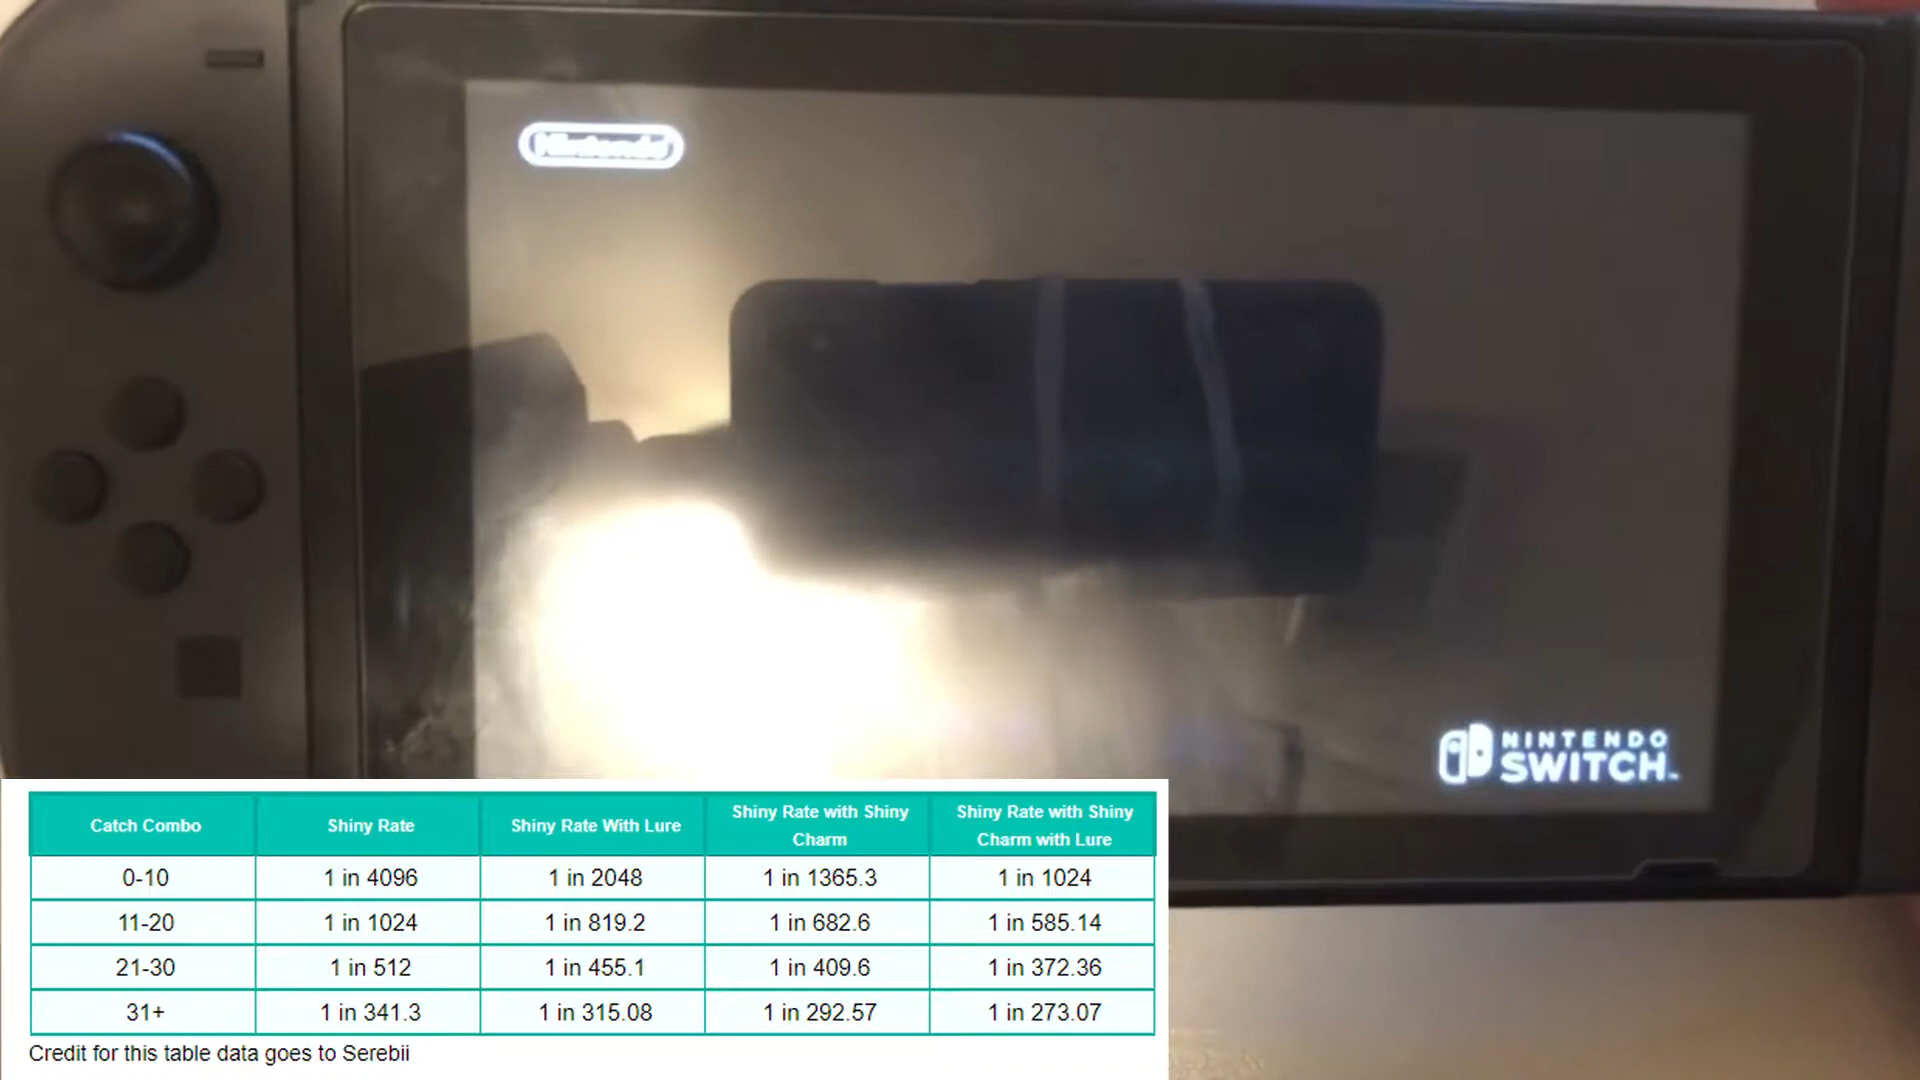 Nintendo
NINTENDO
SWITCH™
Catch Combo Shiny Rate Shiny Rate With Lure Shiny Rate with Shiny Charm Shiny Rate with Shiny Charm with Lure
0-10 1 in 4096 1 in 2048 1 in 1365.3 1 in 1024
11-20 1 in 1024 1 in 819.2 1 in 682.6 1 in 585.14
21-30 1 in 512 1 in 455.1 1 in 409.6 1 in 372.36
31+ 1 in 341.3 1 in 315.08 1 in 292.57 1 in 273.07
Credit for this table data goes to Serebii